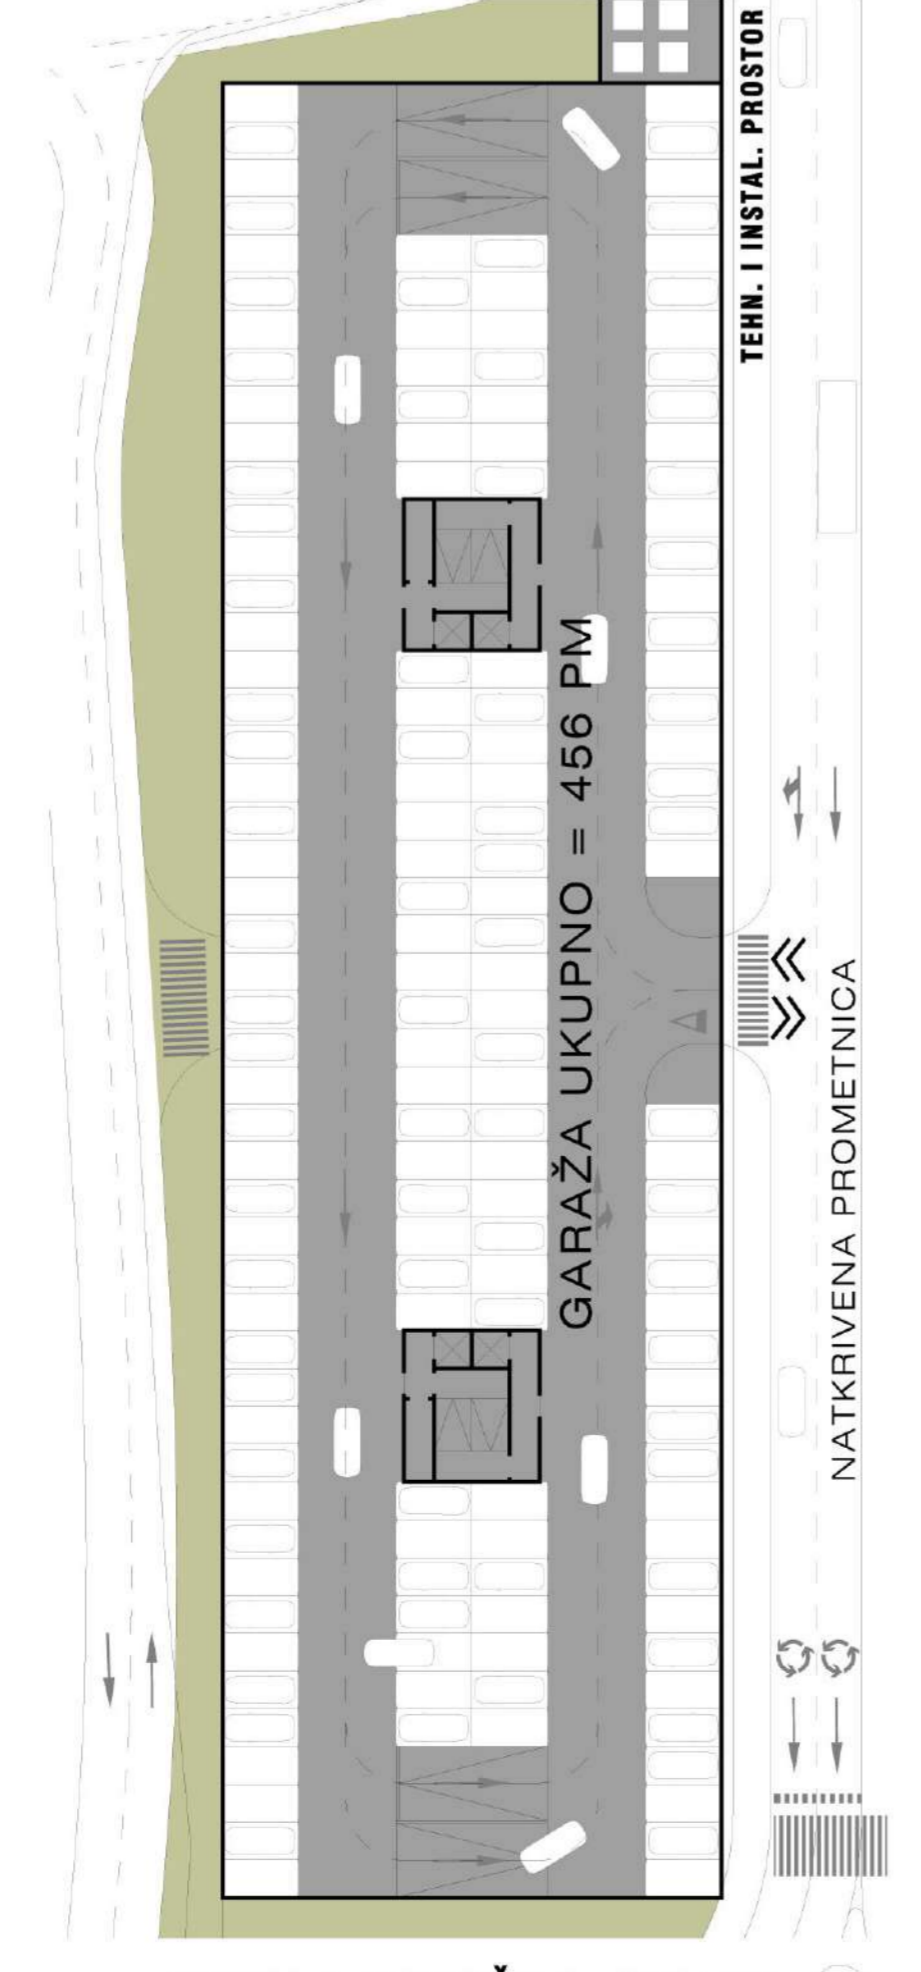 TEHN. I INSTAL. PROSTOR
GARAŽA UKUPNO = 456 PM
NATKRIVENA PROMETNICA